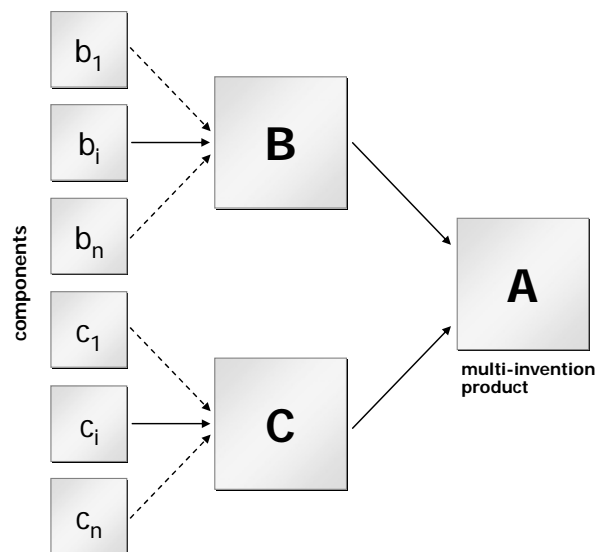 b1
bi
bn
c1
ci
cn
components
B
C
A
multi-invention
product